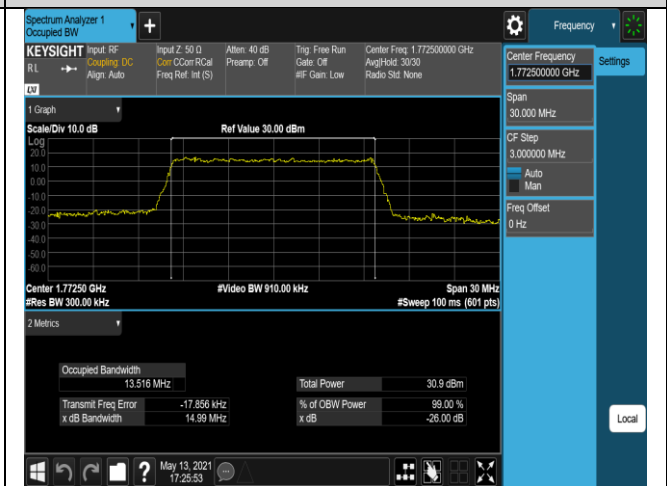 Spectrum Analyzer 1
Occupied BW
Frequency
KEYSIGHT Input: RF
RL
Coupling: DC
Align: Auto
LXI
Input Z: 50 Ω
Corr CCorr RCal
Freq Ref: Int (S)
Atten: 40 dB
Preamp: Off
Trig: Free Run
Gate: Off
#IF Gain: Low
Center Freq: 1.772500000 GHz
Avg|Hold: 30/30
Radio Std: None
Center Frequency
1.772500000 GHz
Settings
Span
30.000 MHz
CF Step
3.000000 MHz
Auto
Man
Freq Offset
0 Hz
1 Graph
Scale/Div 10.0 dB
Ref Value 30.00 dBm
Log
20.0
10.0
0.00
-10.0
-20.0
-30.0
-40.0
-50.0
-60.0
Center 1.77250 GHz
#Video BW 910.00 kHz
Span 30 MHz
#Res BW 300.00 kHz
#Sweep 100 ms (601 pts)
2 Metrics
Occupied Bandwidth
13.516 MHz
Total Power 30.9 dBm
Transmit Freq Error -17.856 kHz
% of OBW Power 99.00 %
x dB Bandwidth 14.99 MHz
x dB -26.00 dB
Local
?
May 13, 2021
17:25:53